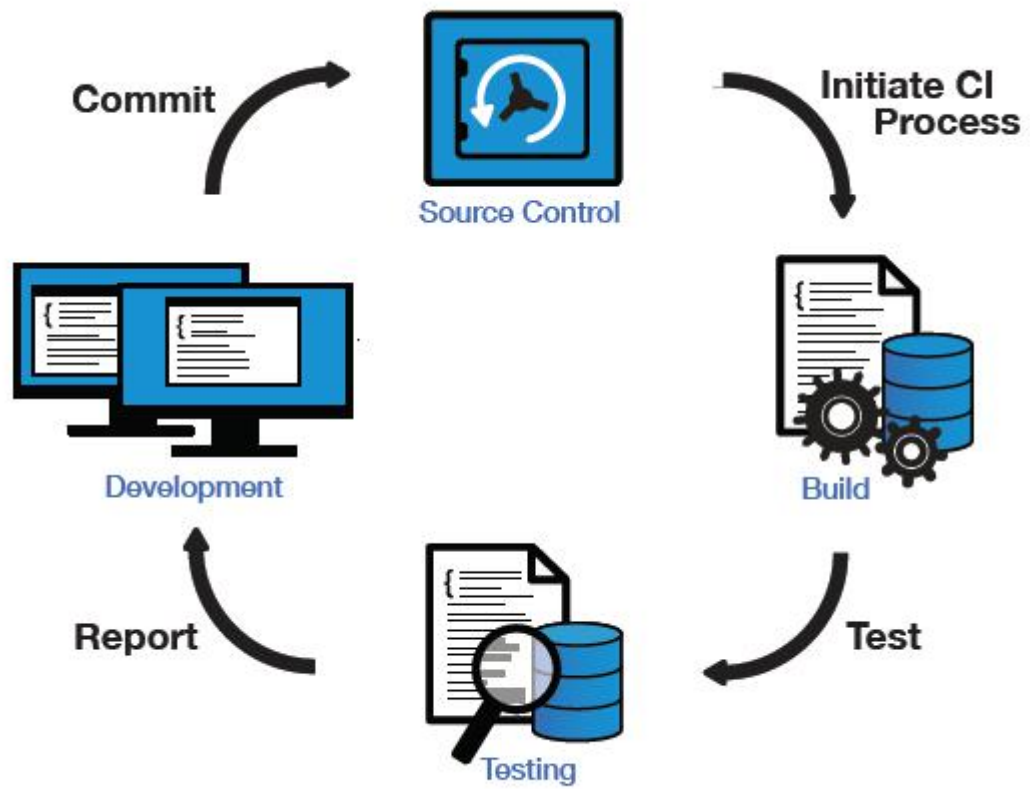 Commit
Initiate CI
Process
Source Control
Development
Build
Report
Test
Testing